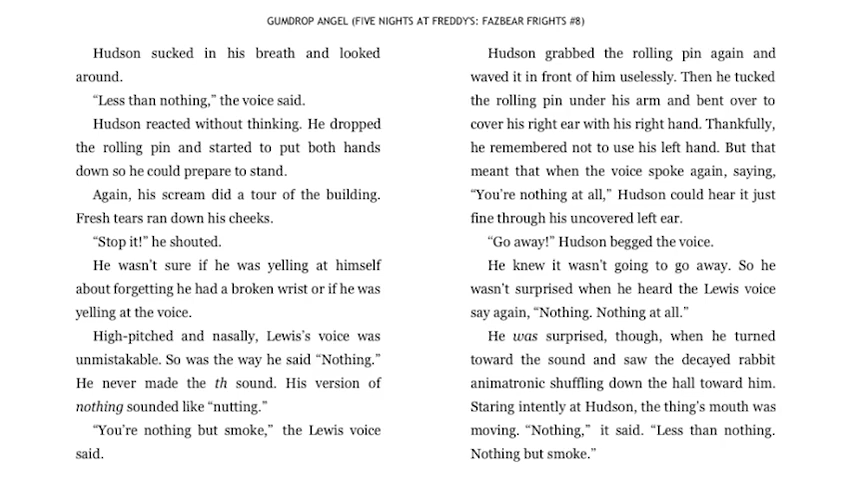 GUMDROP ANGEL (FIVE NIGHTS AT FREDDY'S: FAZBEAR FRIGHTS #8)
Hudson sucked in his breath and looked
around.
“Less than nothing,” the voice said.
Hudson reacted without thinking. He dropped
the rolling pin and started to put both hands
down so he could prepare to stand.
Again, his scream did a tour of the building.
Fresh tears ran down his cheeks.
“Stop it!” he shouted.
He wasn’t sure if he was yelling at himself
about forgetting he had a broken wrist or if he was
yelling at the voice.
High-pitched and nasally, Lewis’s voice was
unmistakable. So was the way he said “Nothing.”
He never made the th sound. His version of
nothing sounded like “nutting.”
“You’re nothing but smoke,” the Lewis voice
said.
Hudson grabbed the rolling pin again and
waved it in front of him uselessly. Then he tucked
the rolling pin under his arm and bent over to
cover his right ear with his right hand. Thankfully,
he remembered not to use his left hand. But that
meant that when the voice spoke again, saying,
“You’re nothing at all,” Hudson could hear it just
fine through his uncovered left ear.
“Go away!” Hudson begged the voice.
He knew it wasn’t going to go away. So he
wasn’t surprised when he heard the Lewis voice
say again, “Nothing. Nothing at all.”
He was surprised, though, when he turned
toward the sound and saw the decayed rabbit
animatronic shuffling down the hall toward him.
Staring intently at Hudson, the thing’s mouth was
moving. “Nothing,” it said. “Less than nothing.
Nothing but smoke.”